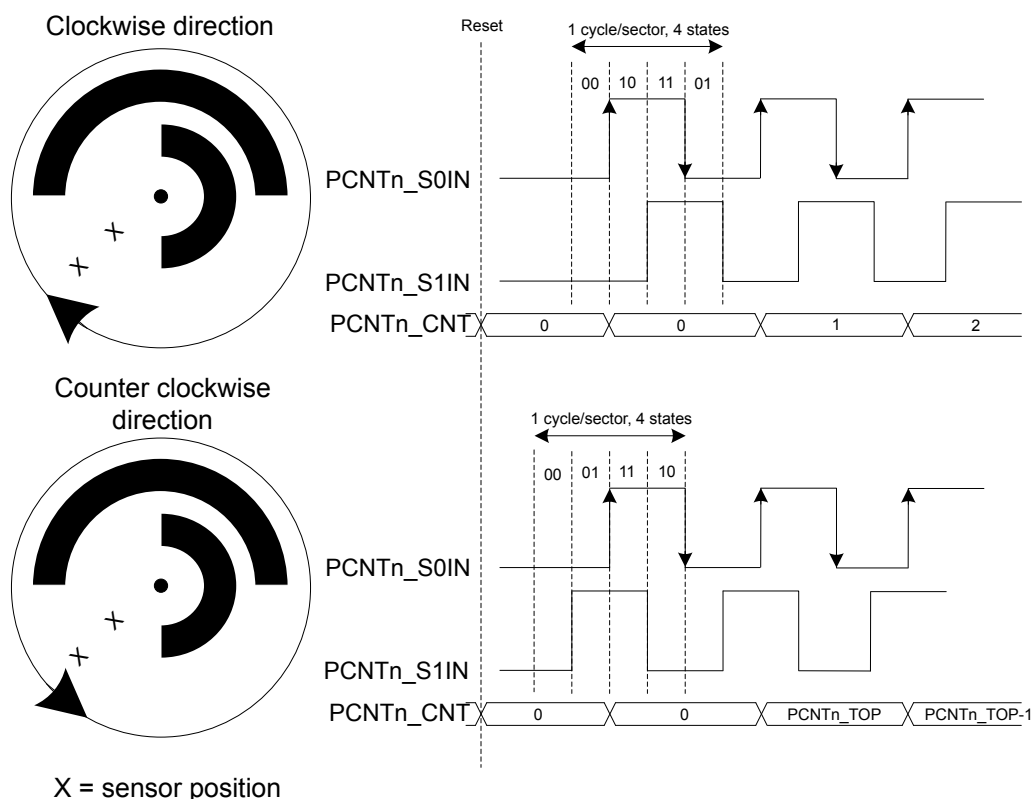 Clockwise direction
Reset
1 cycle/sector, 4 states
00 10 11 01
PCNTn_S0IN
X
X
PCNTn_S1IN
PCNTn_CNT 0 0 1 2
Counter clockwise
direction
1 cycle/sector, 4 states
00 01 11 10
PCNTn_S0IN
X
X
PCNTn_S1IN
PCNTn_CNT 0 0 PCNTn_TOP PCNTn_TOP-1
X = sensor position